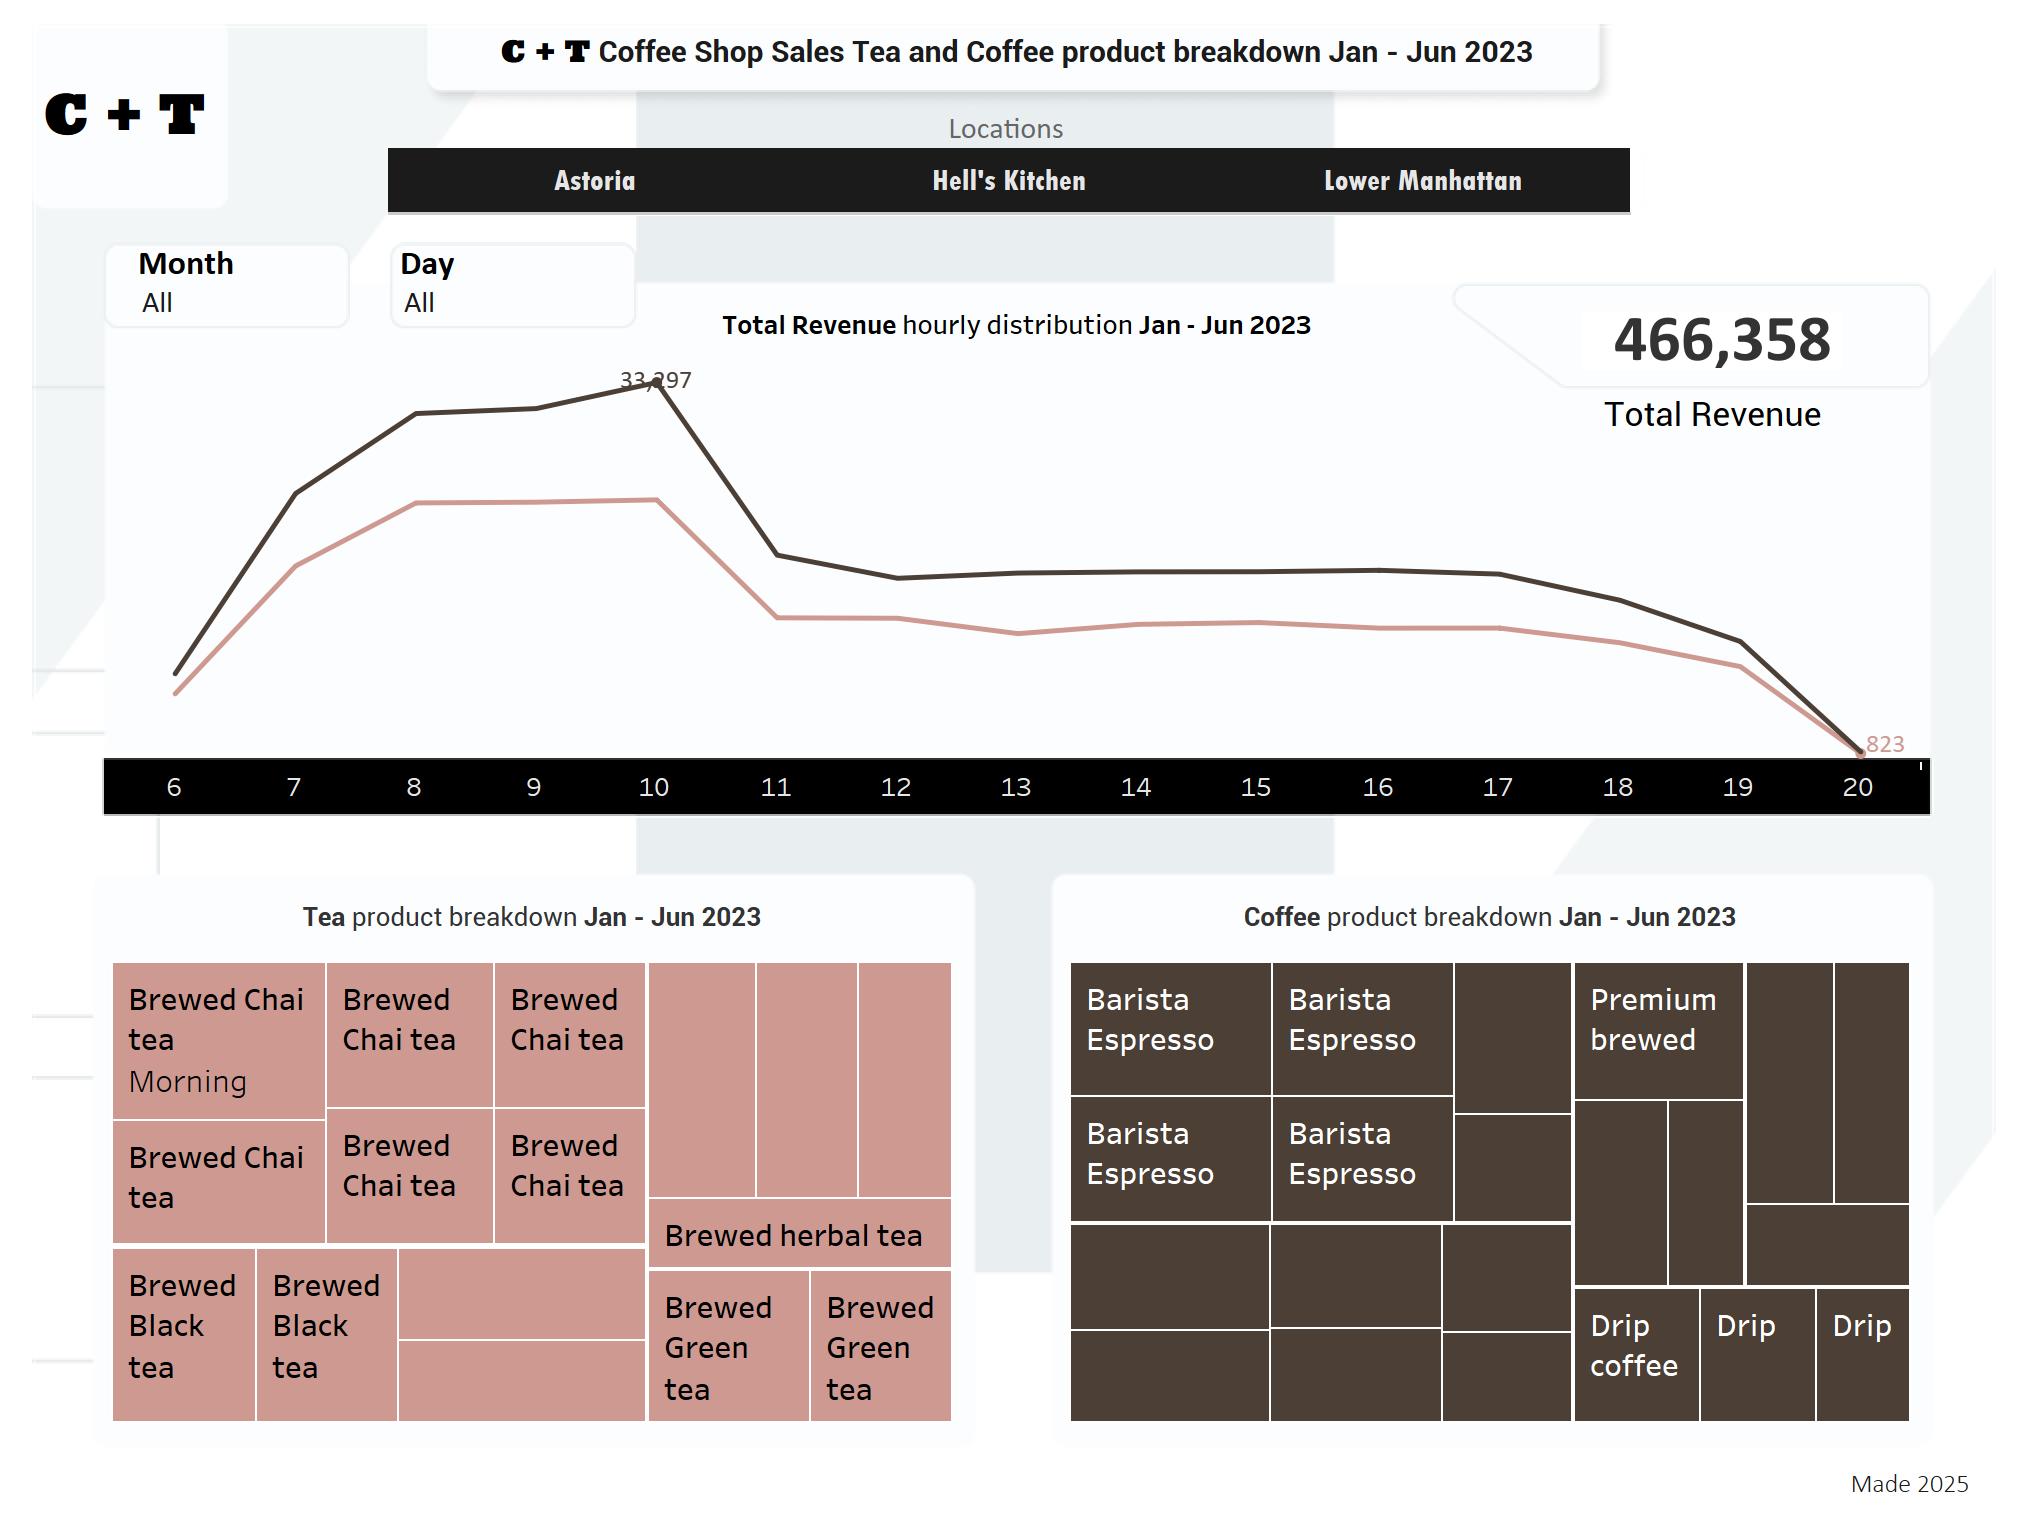 C + T Coffee Shop Sales Tea and Coffee product breakdown Jan - Jun 2023
C + T
Locations
Astoria
Hell's Kitchen
Lower Manhattan
Month
All
Day
All
Total Revenue hourly distribution Jan - Jun 2023
466,358
Total Revenue
33,297
823
6 7 8 9 10 11 12 13 14 15 16 17 18 19 20
Tea product breakdown Jan - Jun 2023
Brewed Chai
tea
Morning
Brewed
Chai tea
Brewed
Chai tea
Brewed Chai
tea
Brewed
Chai tea
Brewed
Chai tea
Brewed herbal tea
Brewed
Black
tea
Brewed
Black
tea
Brewed
Green
tea
Brewed
Green
tea
Coffee product breakdown Jan - Jun 2023
Barista
Espresso
Barista
Espresso
Premium
brewed
Barista
Espresso
Barista
Espresso
Drip
coffee
Drip
Drip
Made 2025